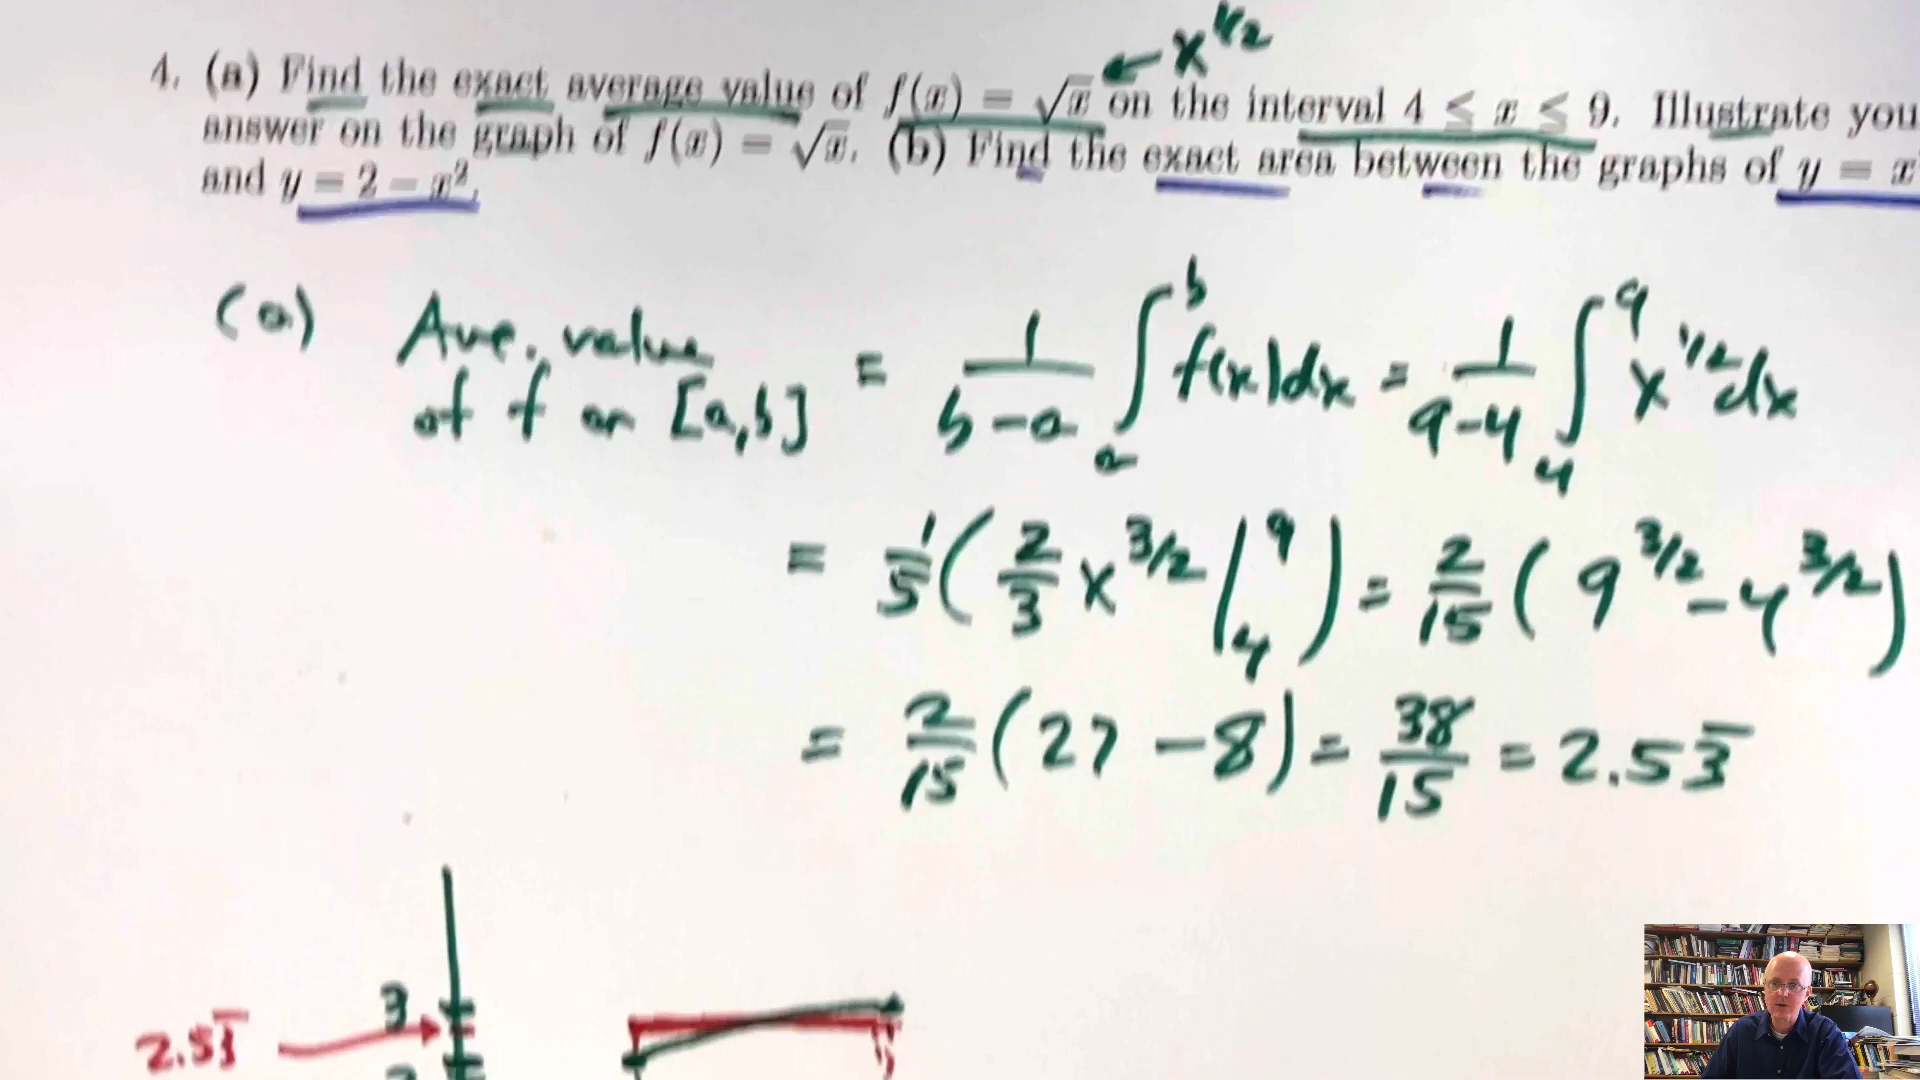 x^{1/2}
4. (a) Find the exact average value of f(x) = √x on the interval 4 ≤ x ≤ 9. Illustrate you
answer on the graph of f(x) = √x. (b) Find the exact area between the graphs of y = x
and y = 2 − x².
(a) Ave. value of f on [a,b] = 1/(b−a) ∫_a^b f(x)dx = 1/(9−4) ∫_4^9 x^{1/2} dx
= 1/5 (2/3 x^{3/2} |_4^9) = 2/15 (9^{3/2} − 4^{3/2})
= 2/15 (27 − 8) = 38/15 = 2.53̅
3
2.53̅